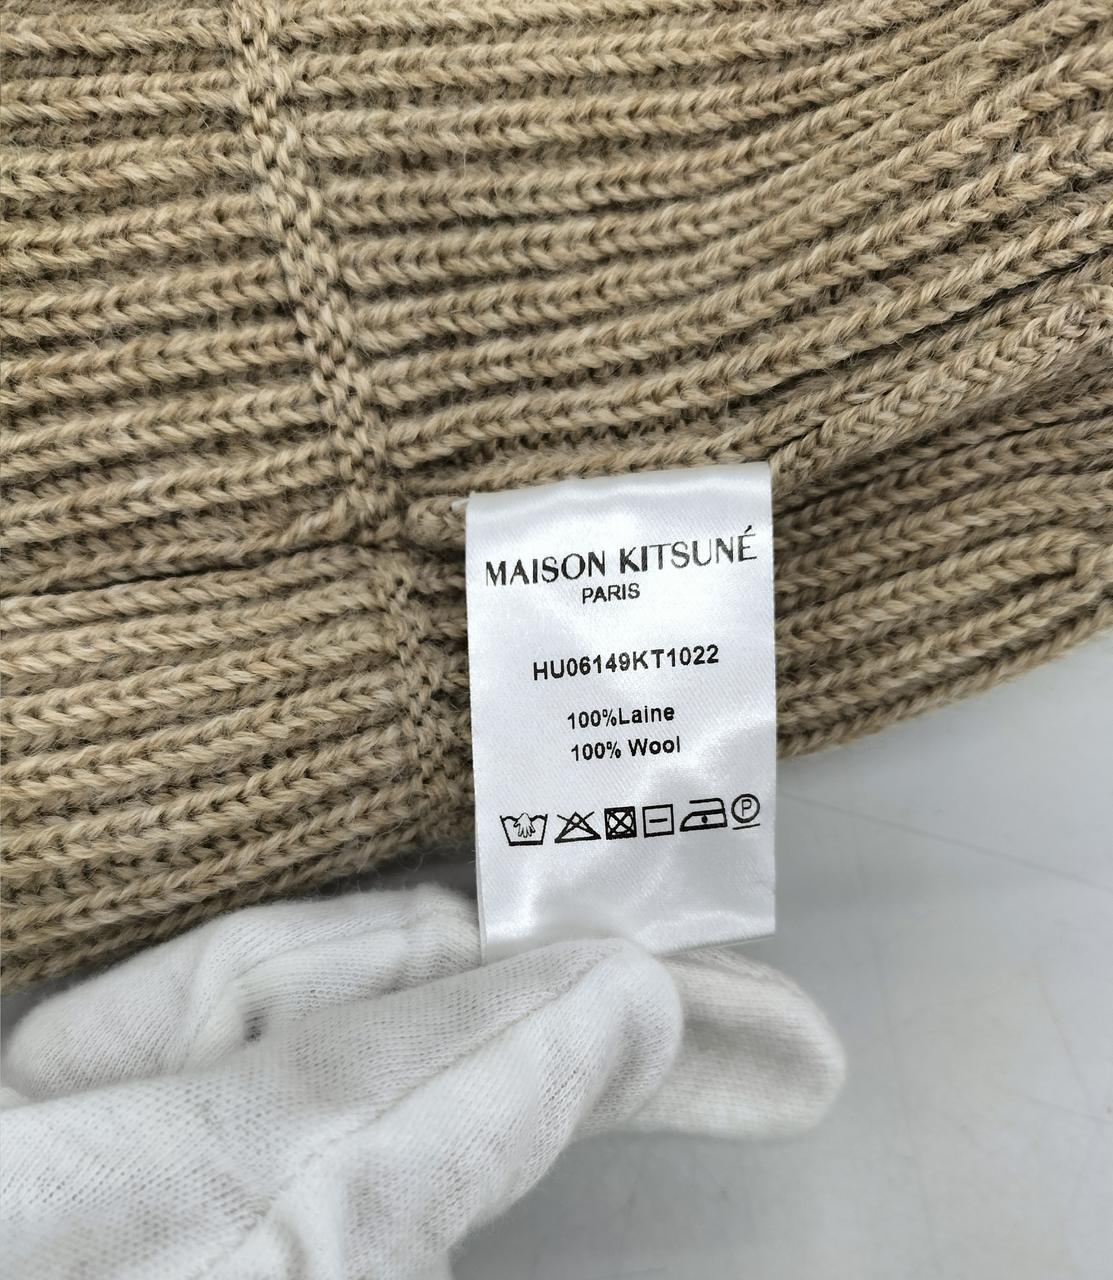 MAISON KITSUNÉ
PARIS
HU06149KT1022
100%Laine
100% Wool
P